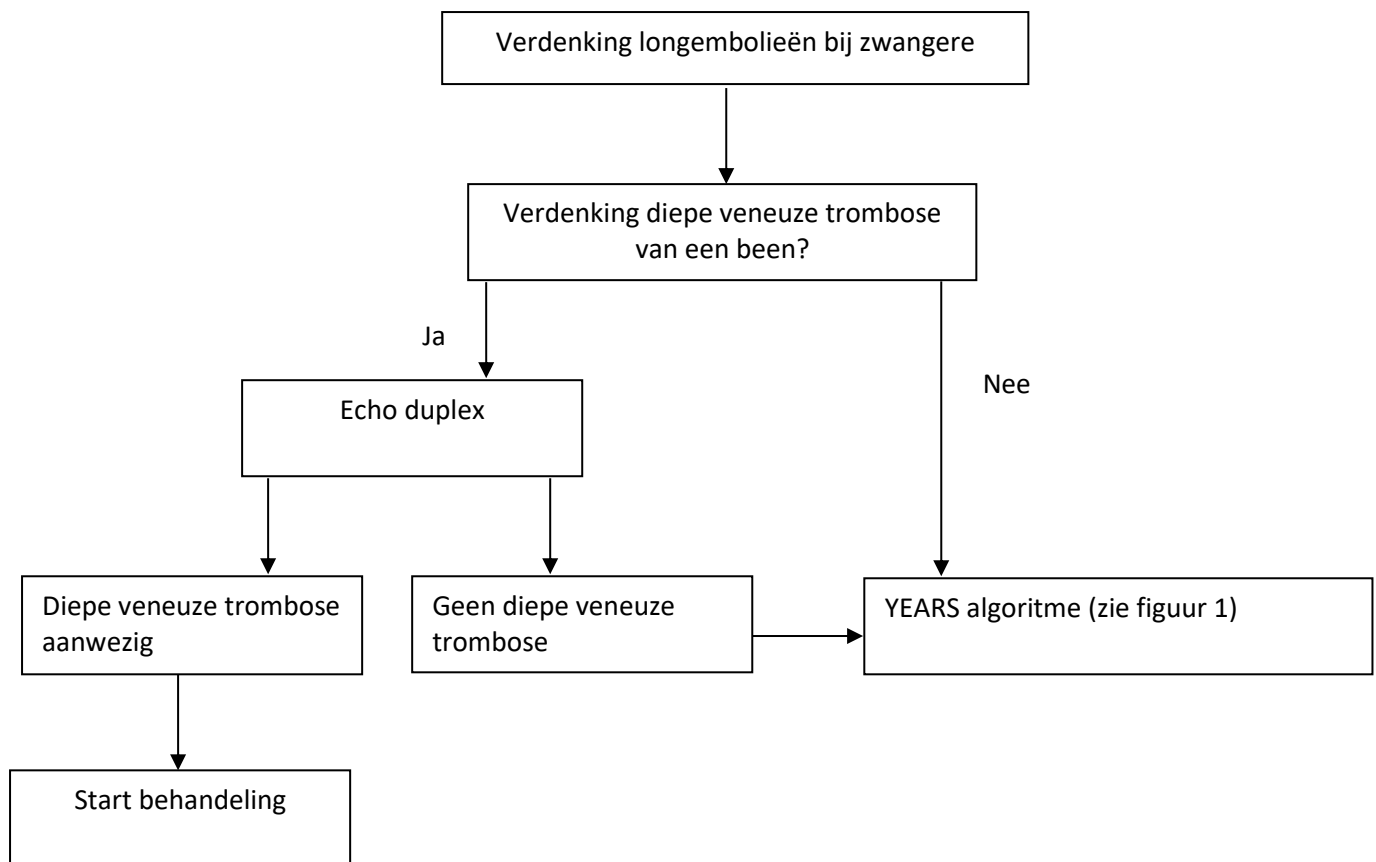 Verdenking longembolieën bij zwangere
Verdenking diepe veneuze trombose
van een been?
Ja
Nee
Echo duplex
Diepe veneuze trombose
aanwezig
Geen diepe veneuze
trombose
YEARS algoritme (zie figuur 1)
Start behandeling